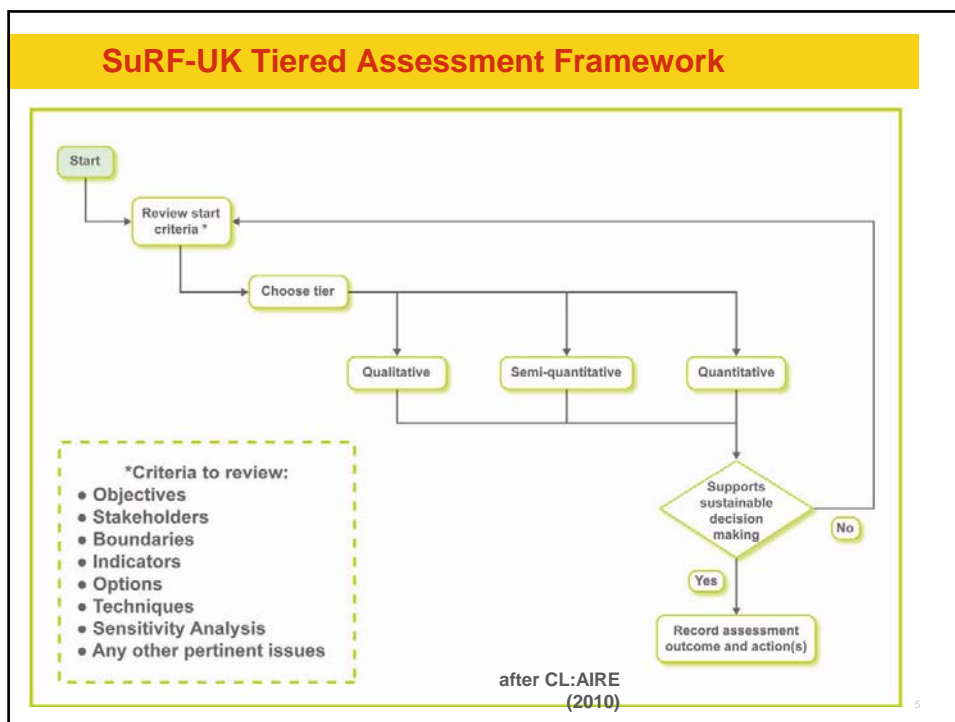 SuRF-UK Tiered Assessment Framework
Start
Review start
criteria *
Choose tier
Qualitative
Semi-quantitative
Quantitative
*Criteria to review:
● Objectives
● Stakeholders
● Boundaries
● Indicators
● Options
● Techniques
● Sensitivity Analysis
● Any other pertinent issues
Supports
sustainable
decision
making
No
Yes
Record assessment
outcome and action(s)
after CL:AIRE
(2010)
5